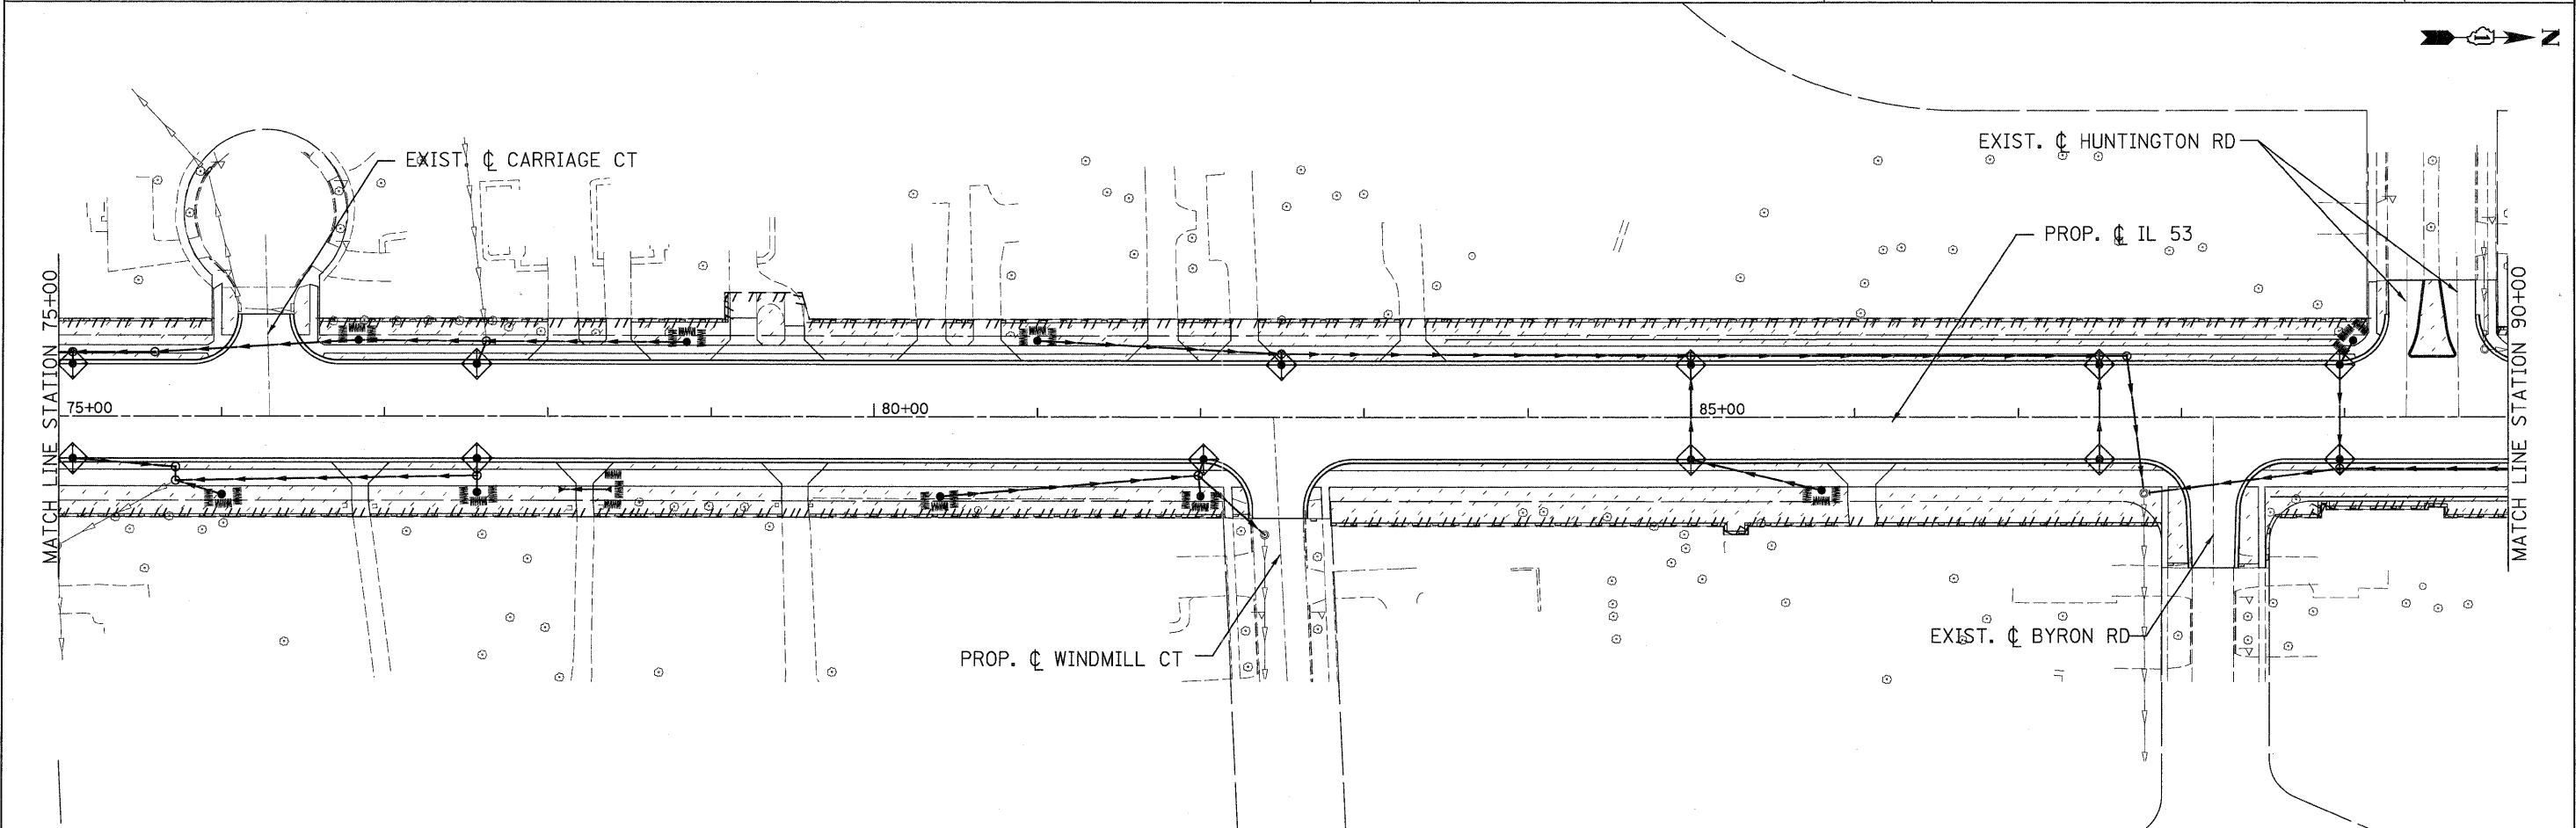 N
EXIST. ℄ CARRIAGE CT
EXIST. ℄ HUNTINGTON RD
PROP. ℄ IL 53
MATCH LINE STATION 75+00
75+00
80+00
85+00
MATCH LINE STATION 90+00
PROP. ℄ WINDMILL CT
EXIST. ℄ BYRON RD